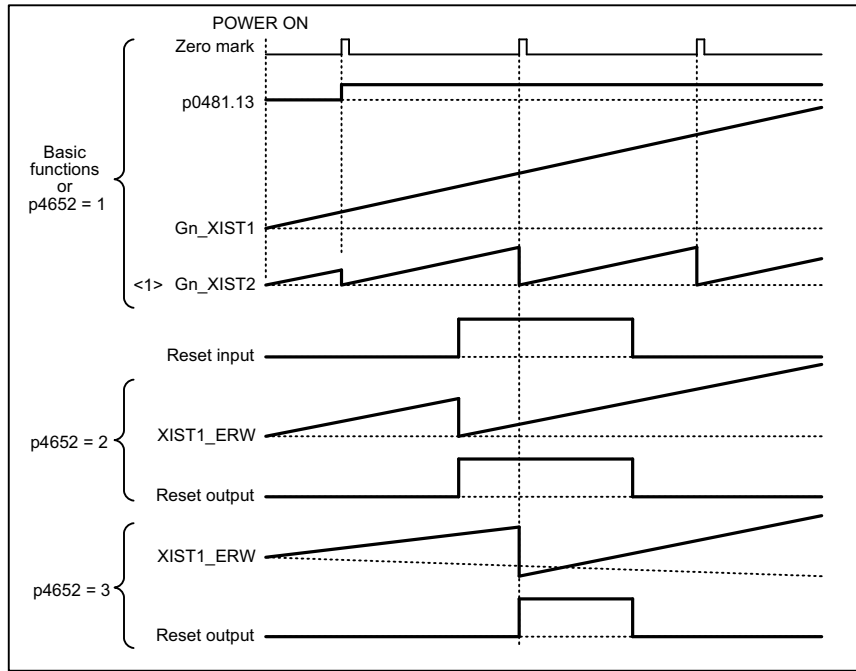 POWER ON
Zero mark
p0481.13
Basic
functions
or
p4652 = 1
Gn_XIST1
<1> Gn_XIST2
Reset input
p4652 = 2
XIST1_ERW
Reset output
XIST1_ERW
p4652 = 3
Reset output